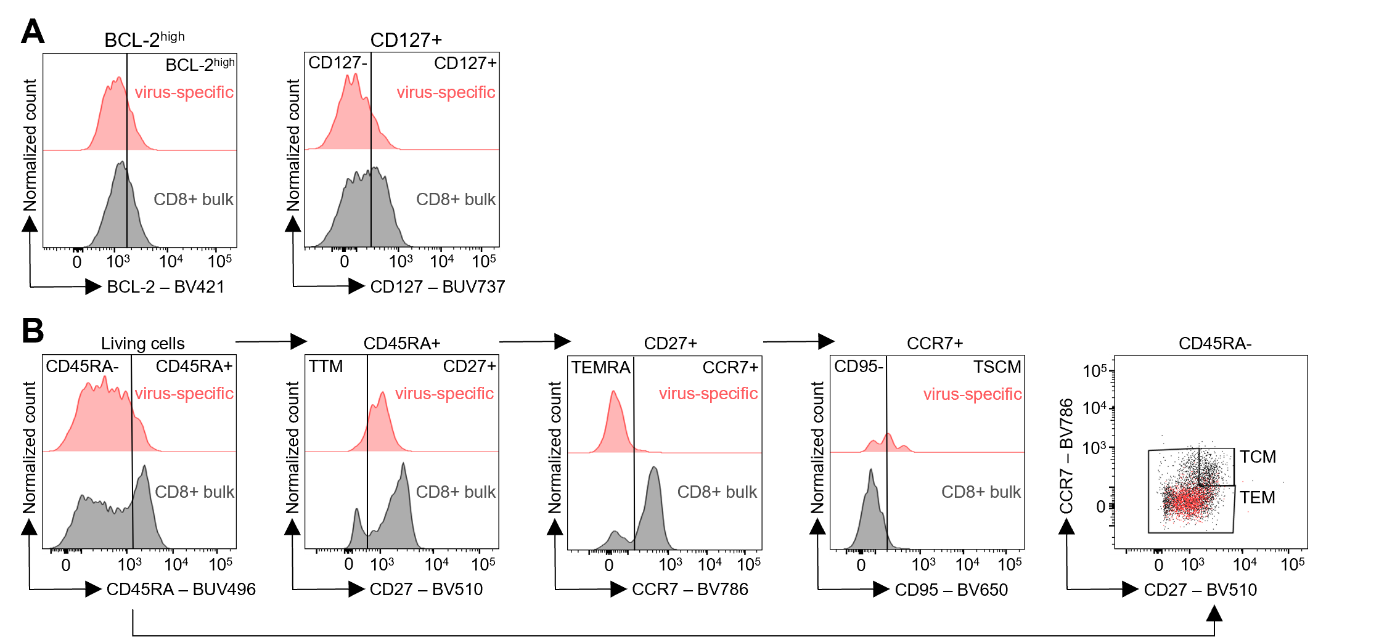 A
BCL-2high
CD127+
BCL-2high
virus-specific
CD8+ bulk
Normalized count
0 10³ 10⁴ 10⁵
BCL-2 – BV421
CD127- CD127+
virus-specific
CD8+ bulk
Normalized count
0 10³ 10⁴ 10⁵
CD127 – BUV737
B
Living cells
CD45RA- CD45RA+
virus-specific
CD8+ bulk
Normalized count
0 10³ 10⁴ 10⁵
CD45RA – BUV496
CD45RA+
TTM CD27+
virus-specific
CD8+ bulk
Normalized count
0 10³ 10⁴ 10⁵
CD27 – BV510
CD27+
TEMRA CCR7+
virus-specific
CD8+ bulk
Normalized count
0 10³ 10⁴ 10⁵
CCR7 – BV786
CCR7+
CD95- TSCM
virus-specific
CD8+ bulk
Normalized count
0 10³ 10⁴ 10⁵
CD95 – BV650
CD45RA-
10⁵
10⁴
10³
0
CCR7 – BV786
TCM
TEM
0 10³ 10⁴ 10⁵
CD27 – BV510